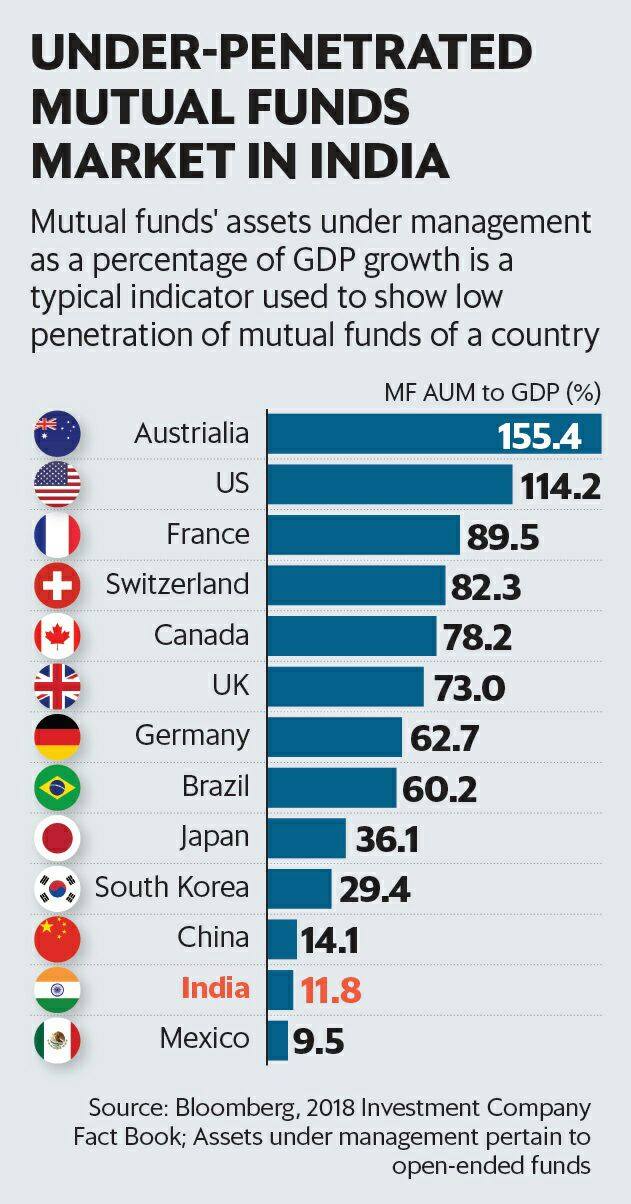 UNDER-PENETRATED
MUTUAL FUNDS
MARKET IN INDIA
Mutual funds' assets under management
as a percentage of GDP growth is a
typical indicator used to show low
penetration of mutual funds of a country
MF AUM to GDP (%)
Austrialia 155.4
US 114.2
France 89.5
Switzerland 82.3
Canada 78.2
UK 73.0
Germany 62.7
Brazil 60.2
Japan 36.1
South Korea 29.4
China 14.1
India 11.8
Mexico 9.5
Source: Bloomberg, 2018 Investment Company
Fact Book; Assets under management pertain to
open-ended funds